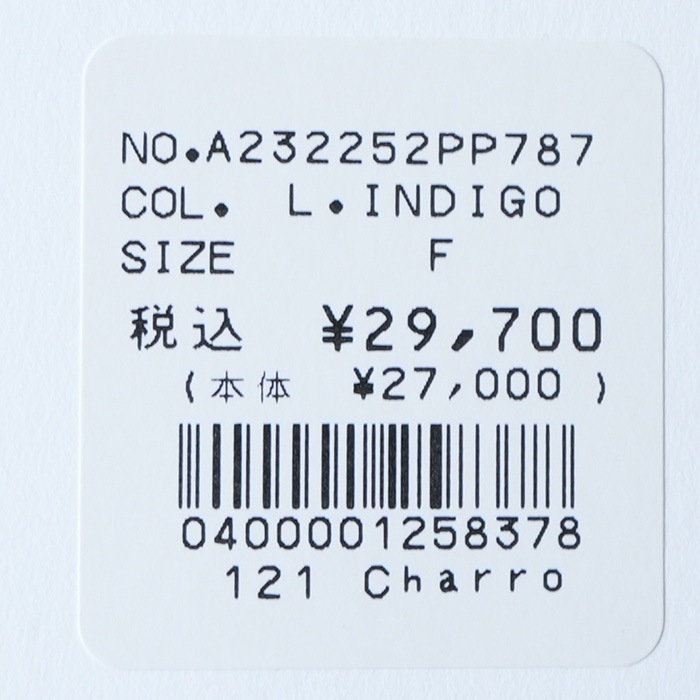 NO.A232252PP787
COL. L.INDIGO
SIZE F
税込 ¥29,700
(本体 ¥27,000)
0400001258378
121 Charro